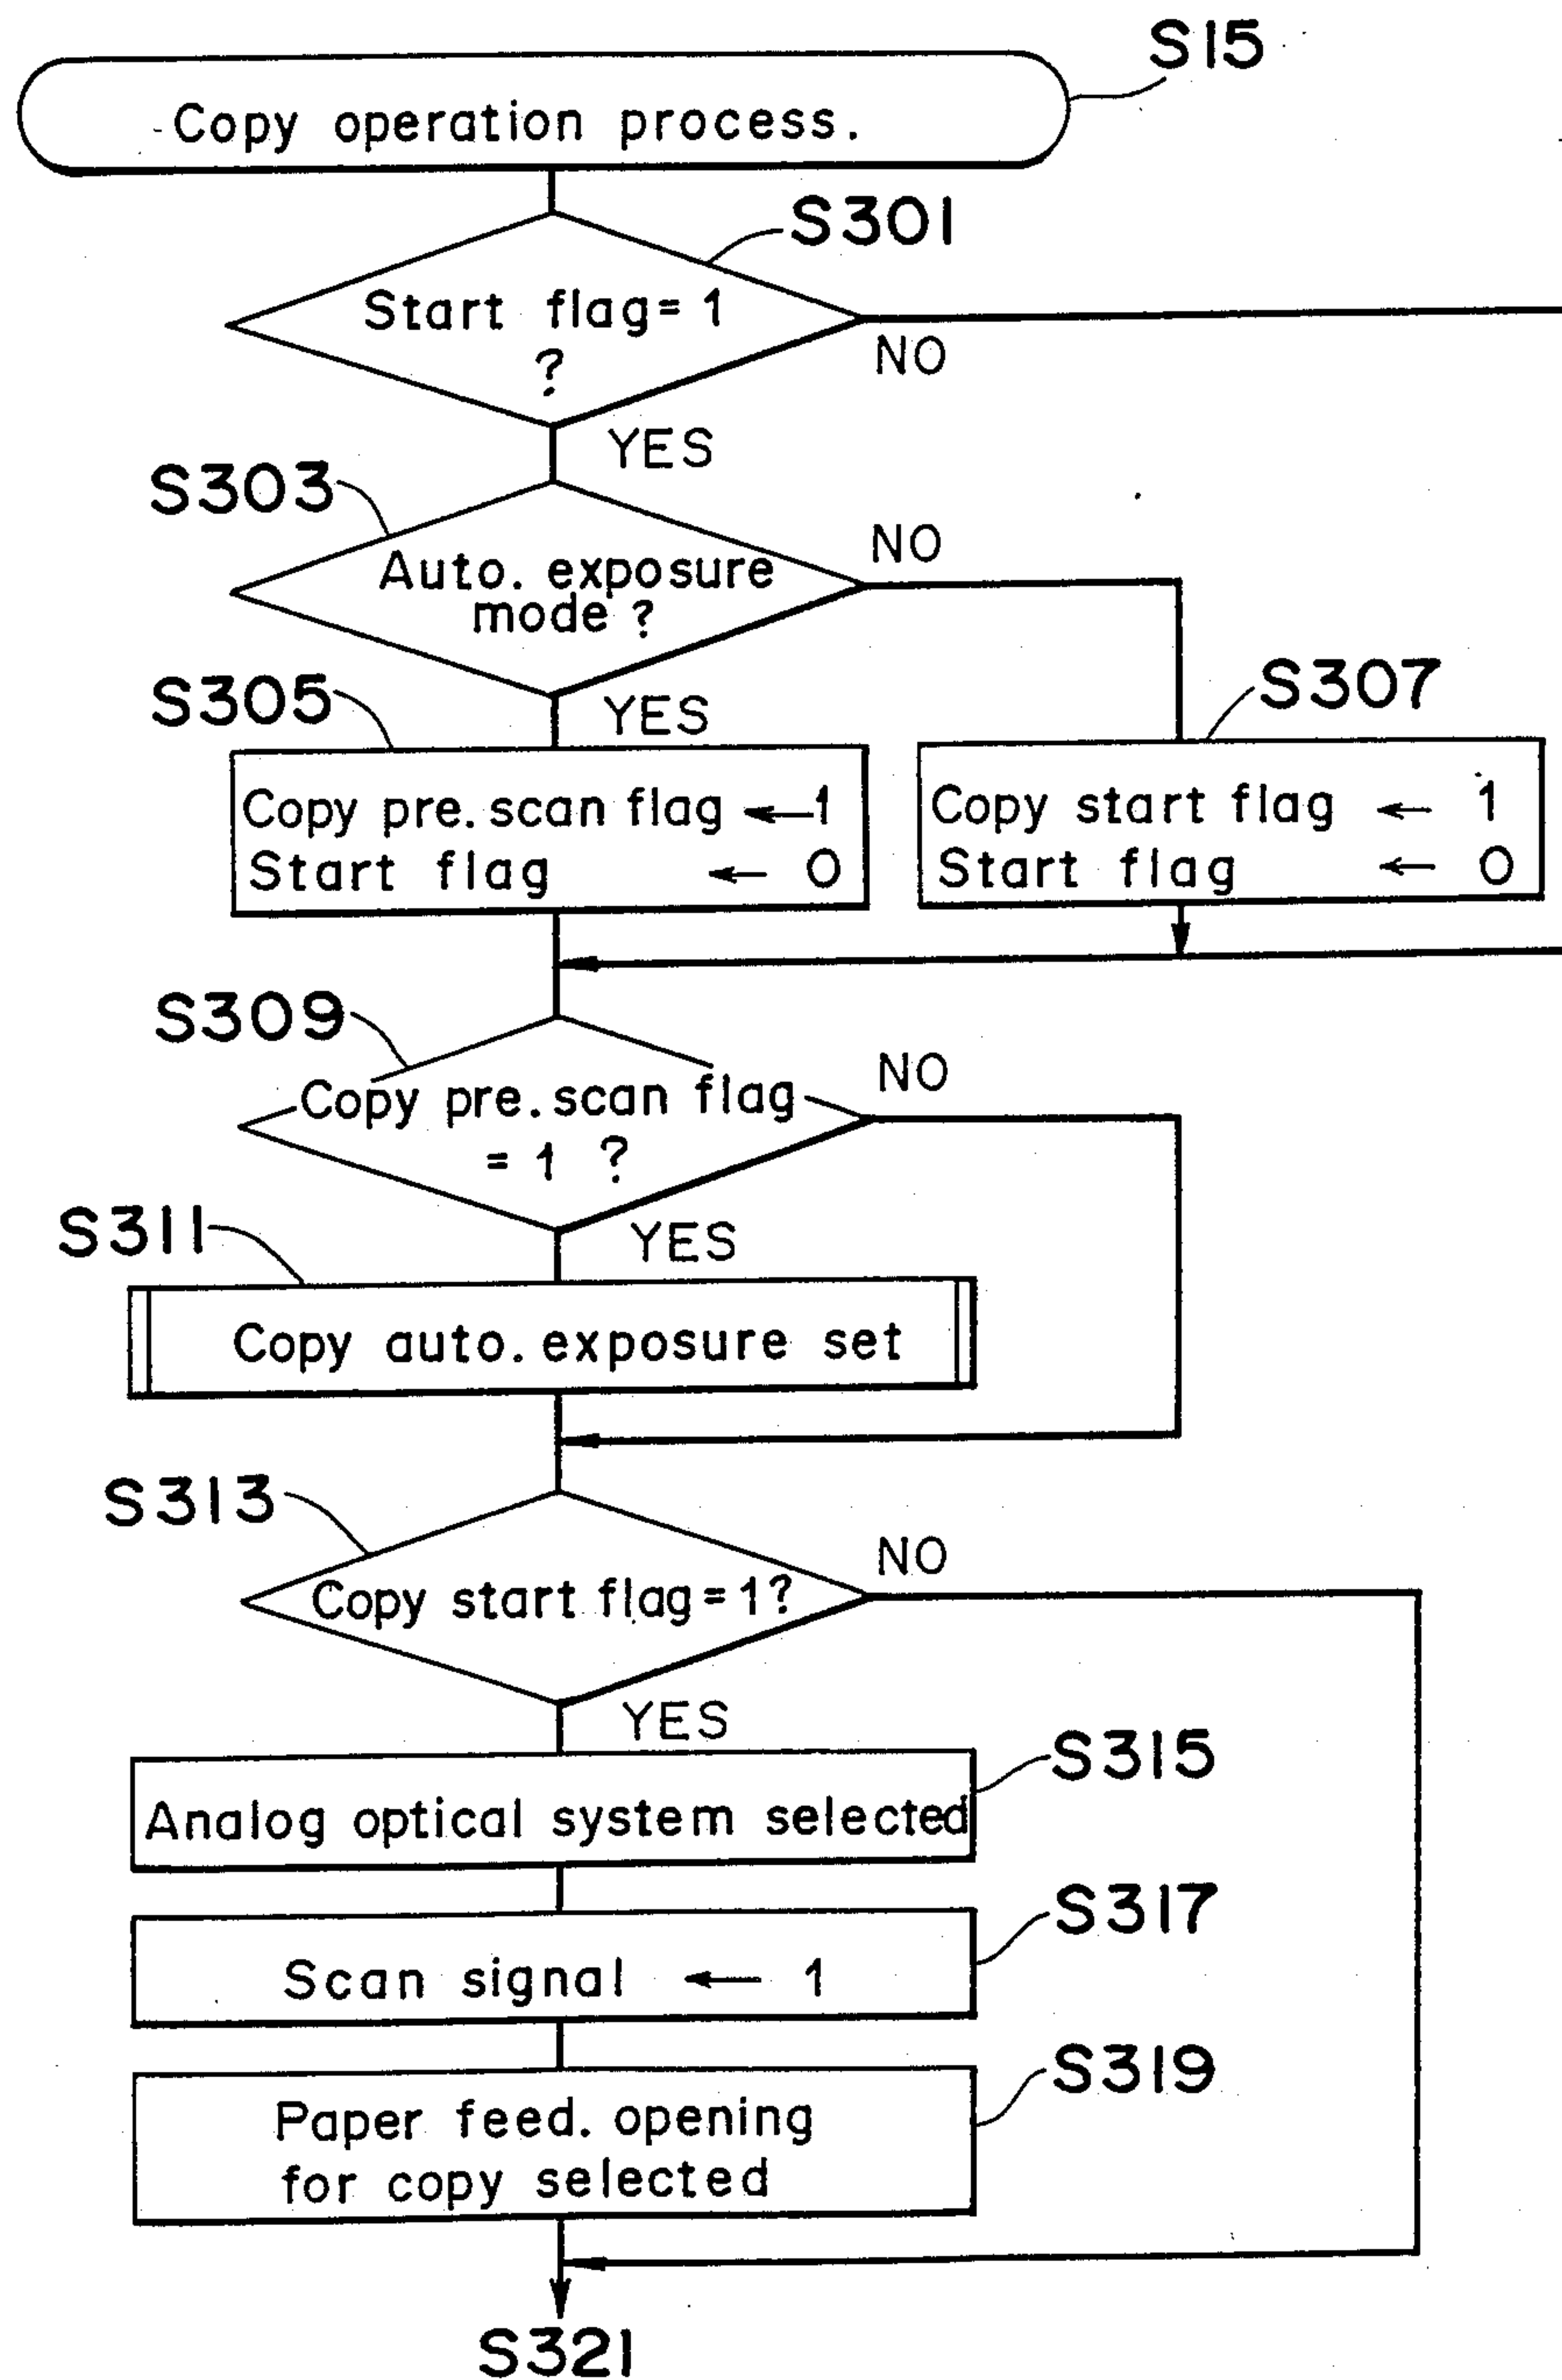 S15
Copy operation process.
S301
Start flag = 1
?
NO
YES
S303
Auto. exposure
mode ?
NO
YES
S305
Copy pre. scan flag ← 1
Start flag ← 0
S307
Copy start flag ← 1
Start flag ← 0
S309
Copy pre. scan flag
= 1 ?
NO
YES
S311
Copy auto. exposure set
S313
Copy start flag = 1?
NO
YES
S315
Analog optical system selected
S317
Scan signal ← 1
S319
Paper feed. opening
for copy selected
S321